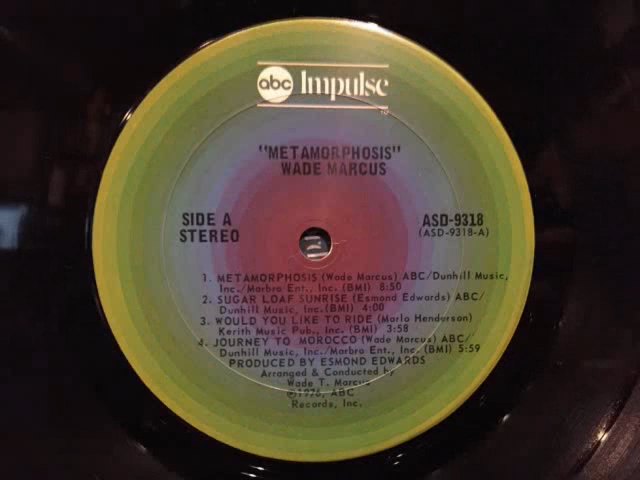 abc Impulse
"METAMORPHOSIS"
WADE MARCUS
SIDE A
STEREO
ASD-9318
(ASD-9318-A)
1. METAMORPHOSIS (Wade Marcus) ABC/Dunhill Music,
Inc./Marbro Ent., Inc. (BMI) 8:50
2. SUGAR LOAF SUNRISE (Esmond Edwards) ABC/
Dunhill Music, Inc. (BMI) 4:00
3. WOULD YOU LIKE TO RIDE (Marlo Henderson)
Kerith Music Pub., Inc. (BMI) 3:58
4. JOURNEY TO MOROCCO (Wade Marcus) ABC/
Dunhill Music, Inc./Marbro Ent., Inc. (BMI) 5:59
PRODUCED BY ESMOND EDWARDS
Arranged & Conducted by
Wade T. Marcus
℗1976, ABC
Records, Inc.